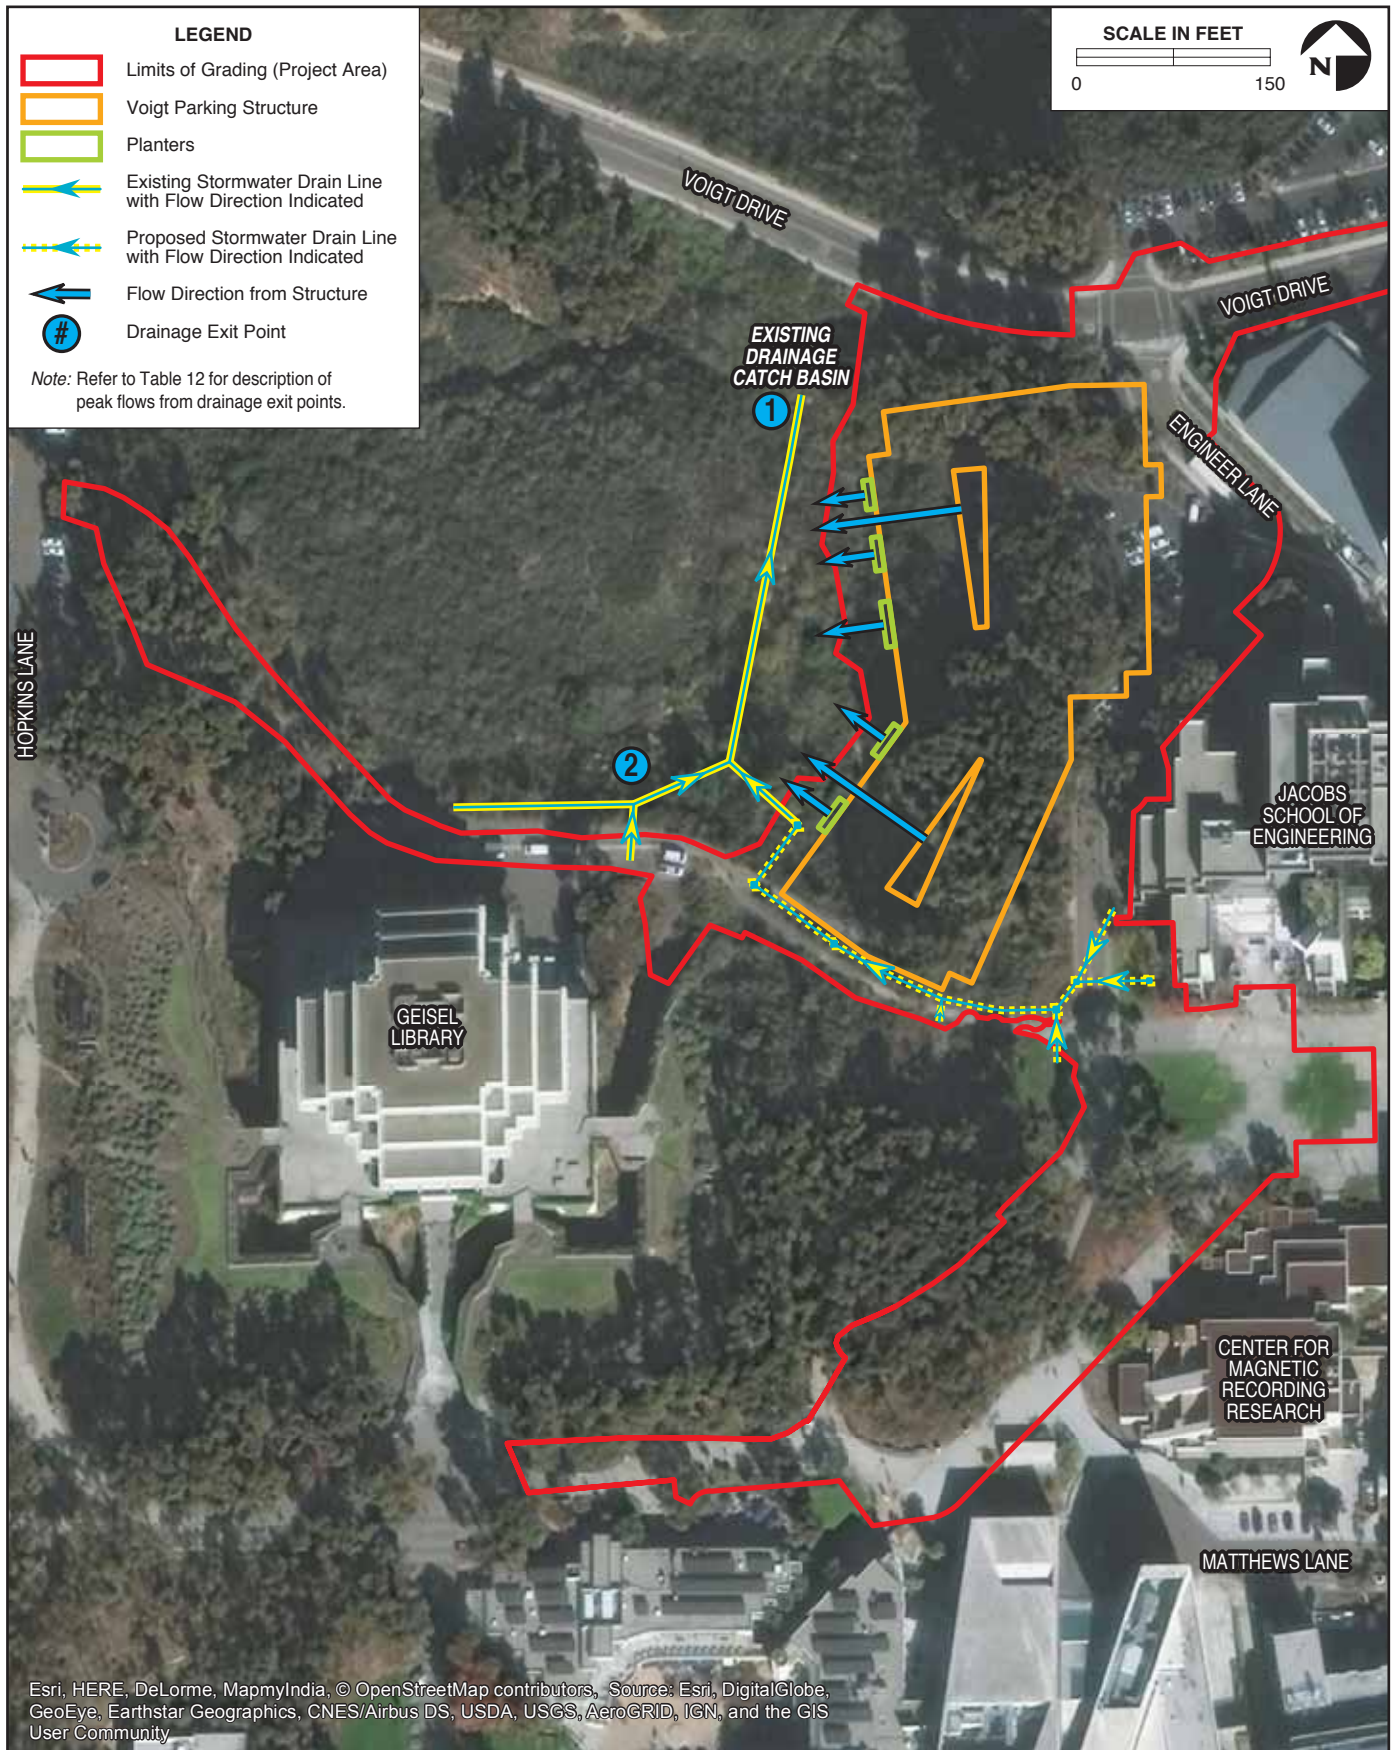 LEGEND
Limits of Grading (Project Area)
Voigt Parking Structure
Planters
Existing Stormwater Drain Line
with Flow Direction Indicated
Proposed Stormwater Drain Line
with Flow Direction Indicated
Flow Direction from Structure
#
Drainage Exit Point
Note: Refer to Table 12 for description of
peak flows from drainage exit points.
SCALE IN FEET
0 150
N
VOIGT DRIVE
VOIGT DRIVE
EXISTING
DRAINAGE
CATCH BASIN
1
ENGINEER LANE
HOPKINS LANE
2
JACOBS
SCHOOL OF
ENGINEERING
GEISEL
LIBRARY
CENTER FOR
MAGNETIC
RECORDING
RESEARCH
MATTHEWS LANE
Esri, HERE, DeLorme, MapmyIndia, © OpenStreetMap contributors, Source: Esri, DigitalGlobe,
GeoEye, Earthstar Geographics, CNES/Airbus DS, USDA, USGS, AeroGRID, IGN, and the GIS
User Community